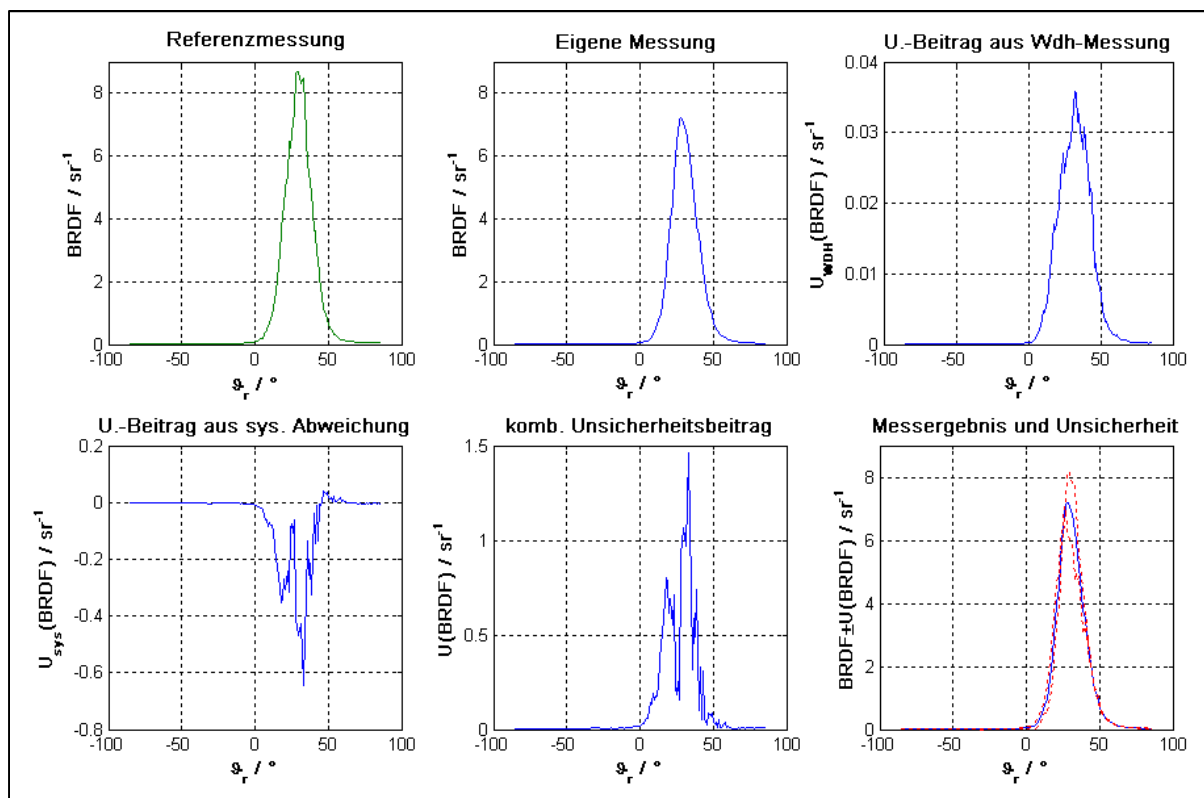 Referenzmessung
BRDF / sr⁻¹
8
6
4
2
0
-100 -50 0 50 100
ϑr / °
Eigene Messung
BRDF / sr⁻¹
8
6
4
2
0
-100 -50 0 50 100
ϑr / °
U.-Beitrag aus Wdh-Messung
U_WDH(BRDF) / sr⁻¹
0.04
0.03
0.02
0.01
0
-100 -50 0 50 100
ϑr / °
U.-Beitrag aus sys. Abweichung
U_sys(BRDF) / sr⁻¹
0.2
0
-0.2
-0.4
-0.6
-0.8
-100 -50 0 50 100
ϑr / °
komb. Unsicherheitsbeitrag
U(BRDF) / sr⁻¹
1.5
1
0.5
0
-100 -50 0 50 100
ϑr / °
Messergebnis und Unsicherheit
BRDF±U(BRDF) / sr⁻¹
8
6
4
2
0
-100 -50 0 50 100
ϑr / °